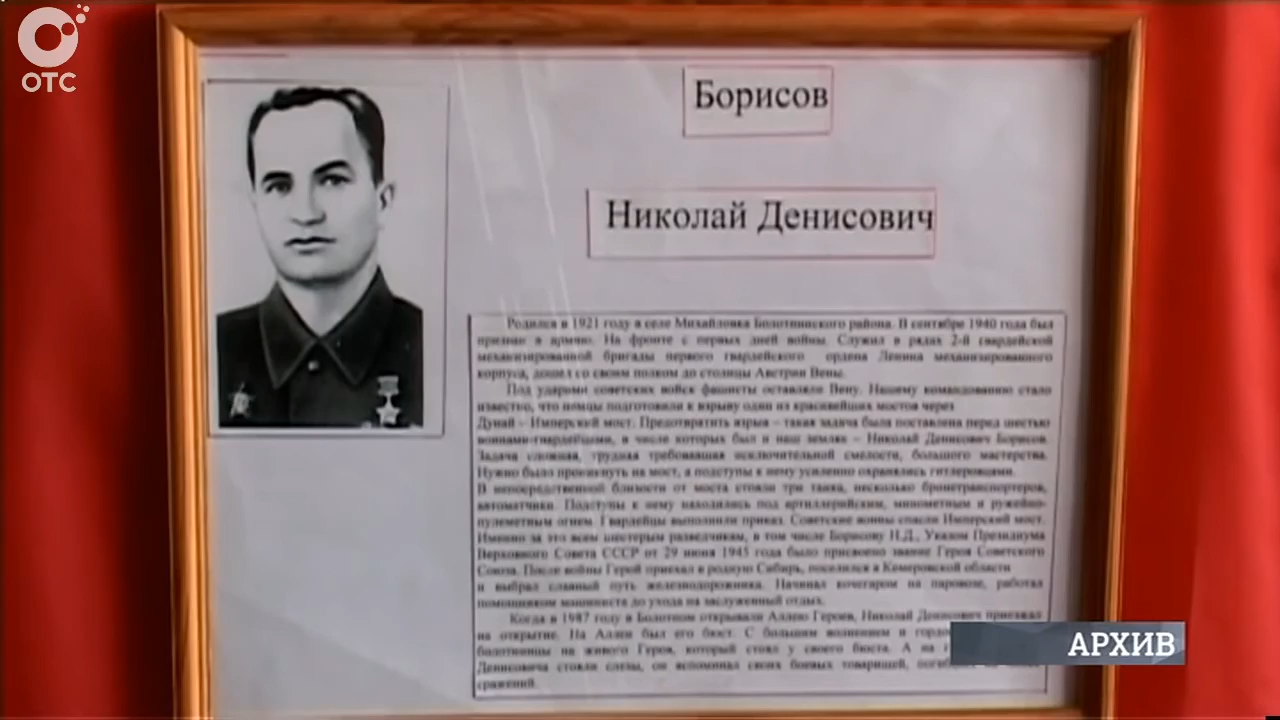 ОТС
Борисов
Николай Денисович
Родился в 1921 году в селе Михайловка Болотнинского района. В сентябре 1940 года был
призван в армию. На фронте с первых дней войны. Служил в рядах 2-й гвардейской
механизированной бригады первого гвардейского ордена Ленина механизированного
корпуса, дошел со своим полком до столицы Австрии Вены.
Под ударами советских войск фашисты оставляли Вену. Нашему командованию стало
известно, что немцы подготовили к взрыву один из красивейших мостов через
Дунай – Имперский мост. Предотвратить взрыв – такая задача была поставлена перед шестью
воинами-гвардейцами, в числе которых был и наш земляк – Николай Денисович Борисов.
Задача сложная, трудная требовавшая исключительной смелости, большого мастерства.
Нужно было проникнуть на мост, а подступы к нему усиленно охранялись гитлеровцами.
В непосредственной близости от моста стояли три танка, несколько бронетранспортеров,
автоматчики. Подступы к нему находились под артиллерийским, минометным и ружейно-
пулеметным огнем. Гвардейцы выполнили приказ. Советские воины спасли Имперский мост.
Именно за это всем шестерым разведчикам, в том числе Борисову Н.Д., Указом Президиума
Верховного Совета СССР от 29 июня 1945 года было присвоено звание Героя Советского
Союза. После войны Герой приехал в родную Сибирь, поселился в Кемеровской области
и выбрал славный путь железнодорожника. Начинал кочегаром на паровозе, работал
помощником машиниста до ухода на заслуженный отдых.
Когда в 1987 году в Болотном открывали Аллею Героев, Николай Денисович приезжал
на открытие. На Аллее был его бюст. С большим волнением и
болотнинцы на живого Героя, который стоял у своего бюста. А на
Денисовича стояли слезы, он вспоминал своих боевых товарищей,
сражений.
АРХИВ